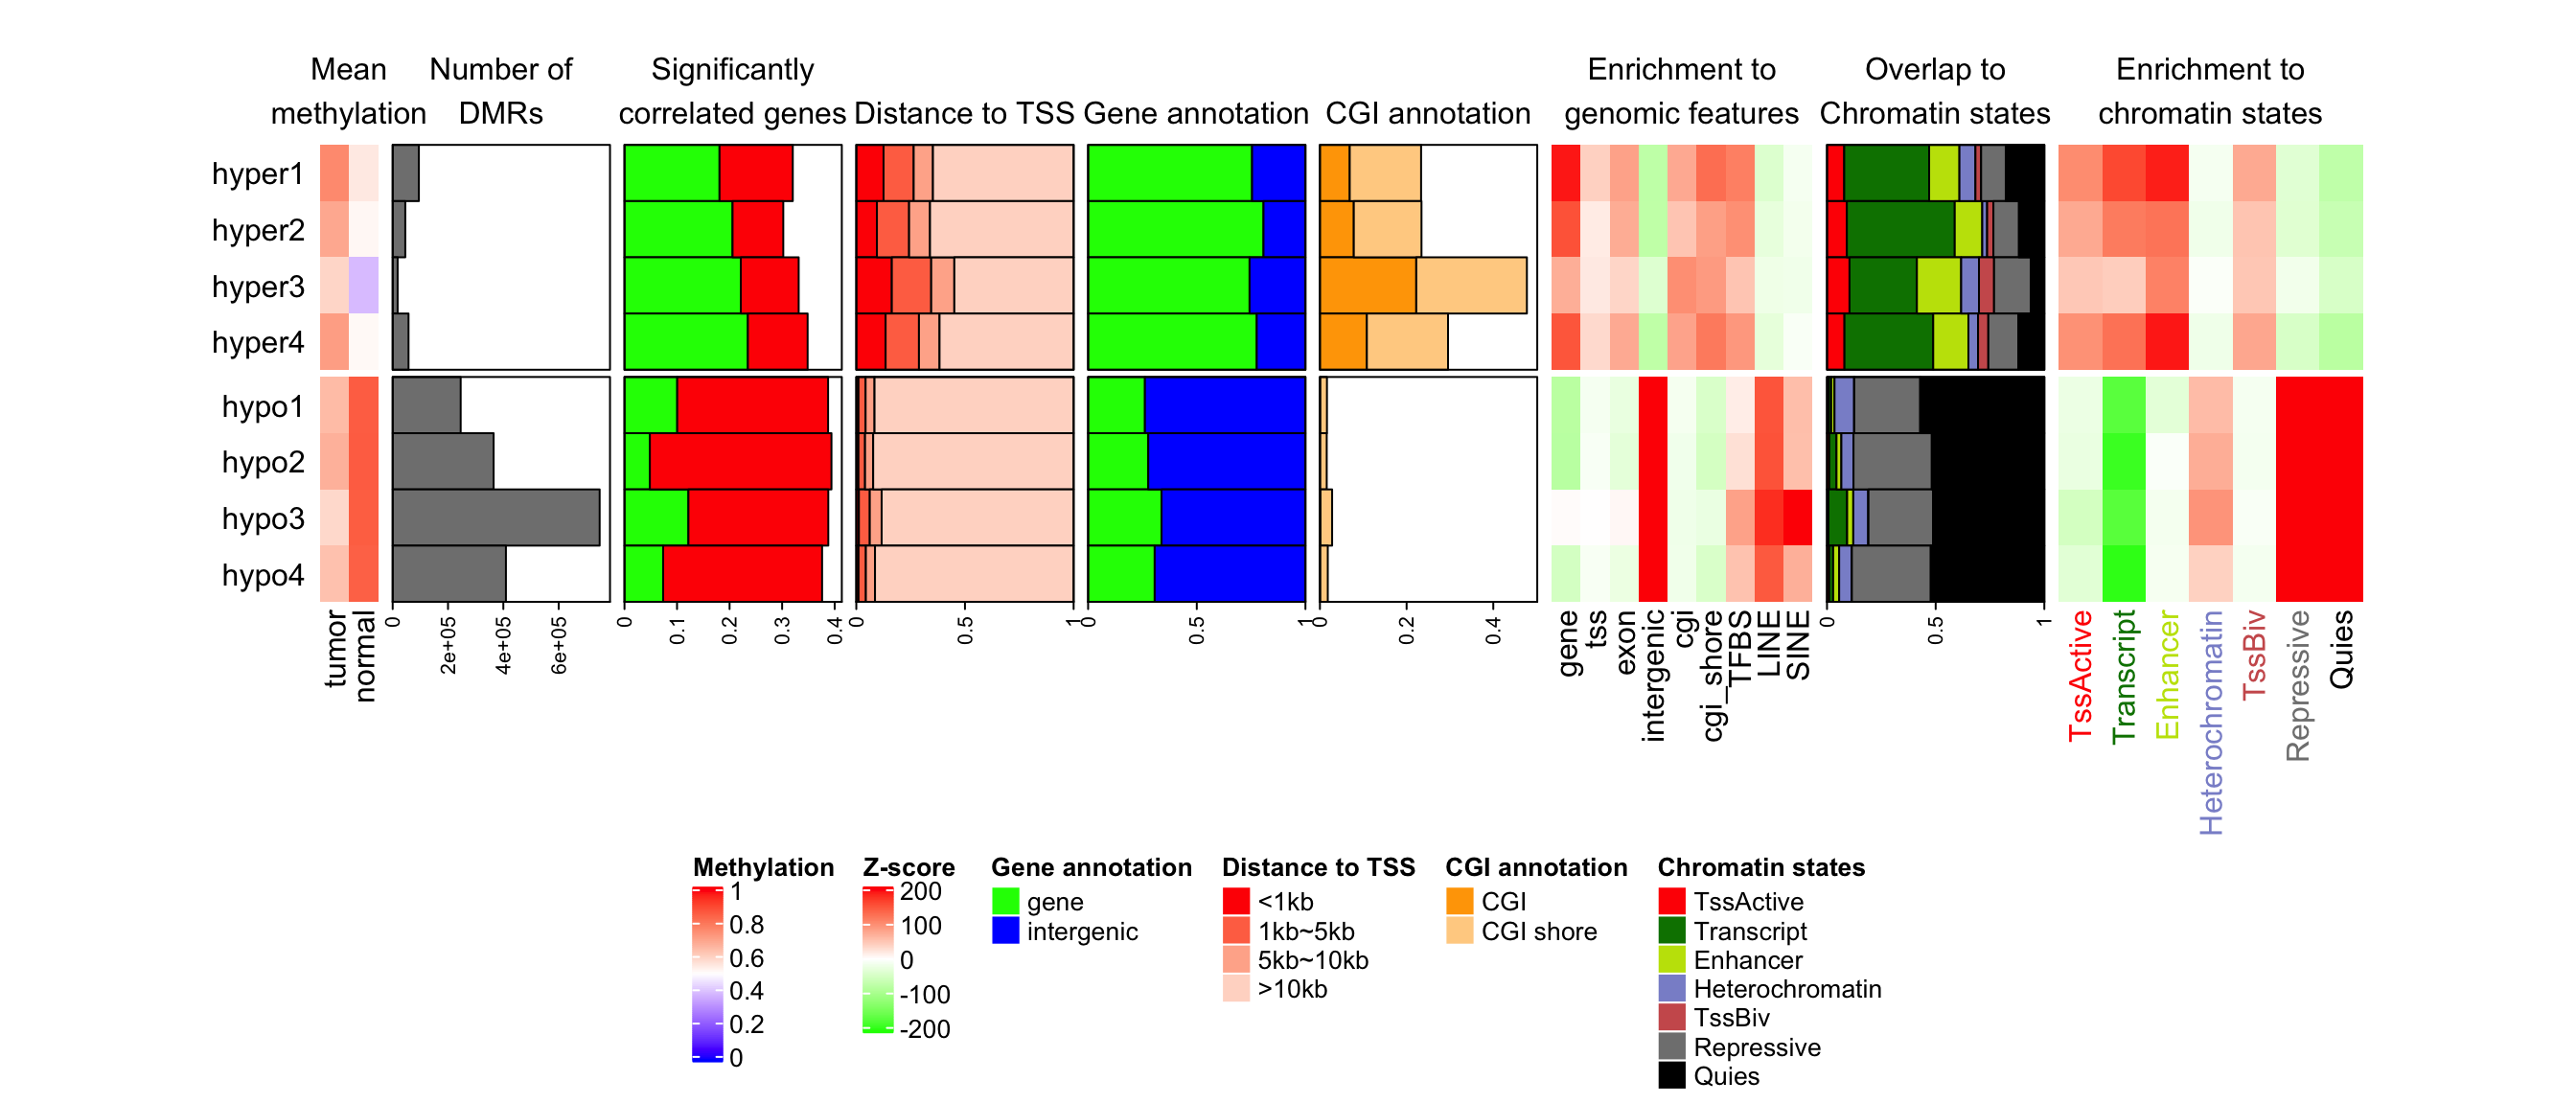 Mean
methylation
Number of
DMRs
Significantly
correlated genes
Distance to TSS
Gene annotation
CGI annotation
Enrichment to
genomic features
Overlap to
Chromatin states
Enrichment to
chromatin states
hyper1
hyper2
hyper3
hyper4
hypo1
hypo2
hypo3
hypo4
tumor
normal
0
2e+05
4e+05
6e+05
0
0.1
0.2
0.3
0.4
0
0.5
1
0
0.5
1
0
0.2
0.4
gene
tss
exon
intergenic
cgi
cgi_shore
TFBS
LINE
SINE
0
0.5
1
TssActive
Transcript
Enhancer
Heterochromatin
TssBiv
Repressive
Quies
Methylation
1
0.8
0.6
0.4
0.2
0
Z-score
200
100
0
-100
-200
Gene annotation
gene
intergenic
Distance to TSS
<1kb
1kb~5kb
5kb~10kb
>10kb
CGI annotation
CGI
CGI shore
Chromatin states
TssActive
Transcript
Enhancer
Heterochromatin
TssBiv
Repressive
Quies